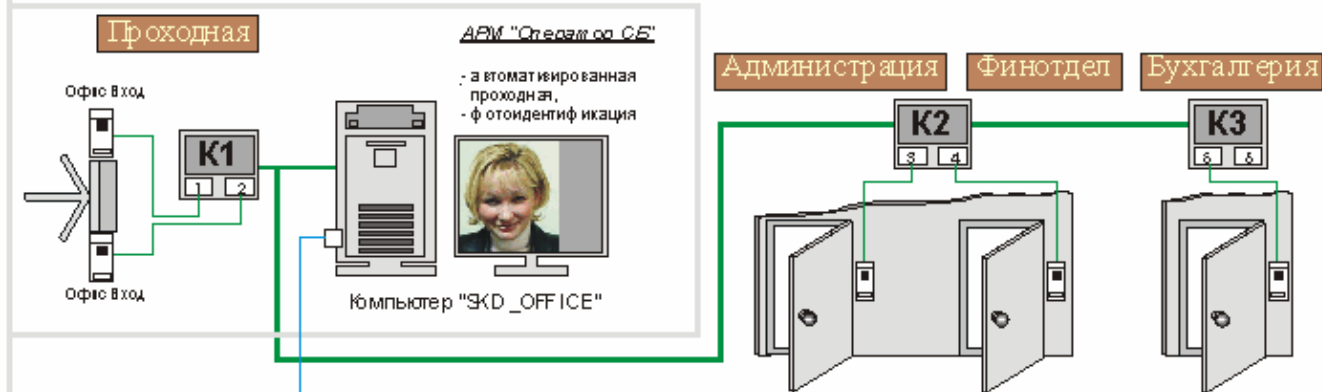 Проходная
АРМ "Оператор СБ"
- автоматизированная
проходная,
- фотоидентификация
Офис Вход
К1
1 2
Офис Вход
Компьютер "SKD_OFFICE"
Администрация
Финотдел
Бухгалтерия
К2
3 4
К3